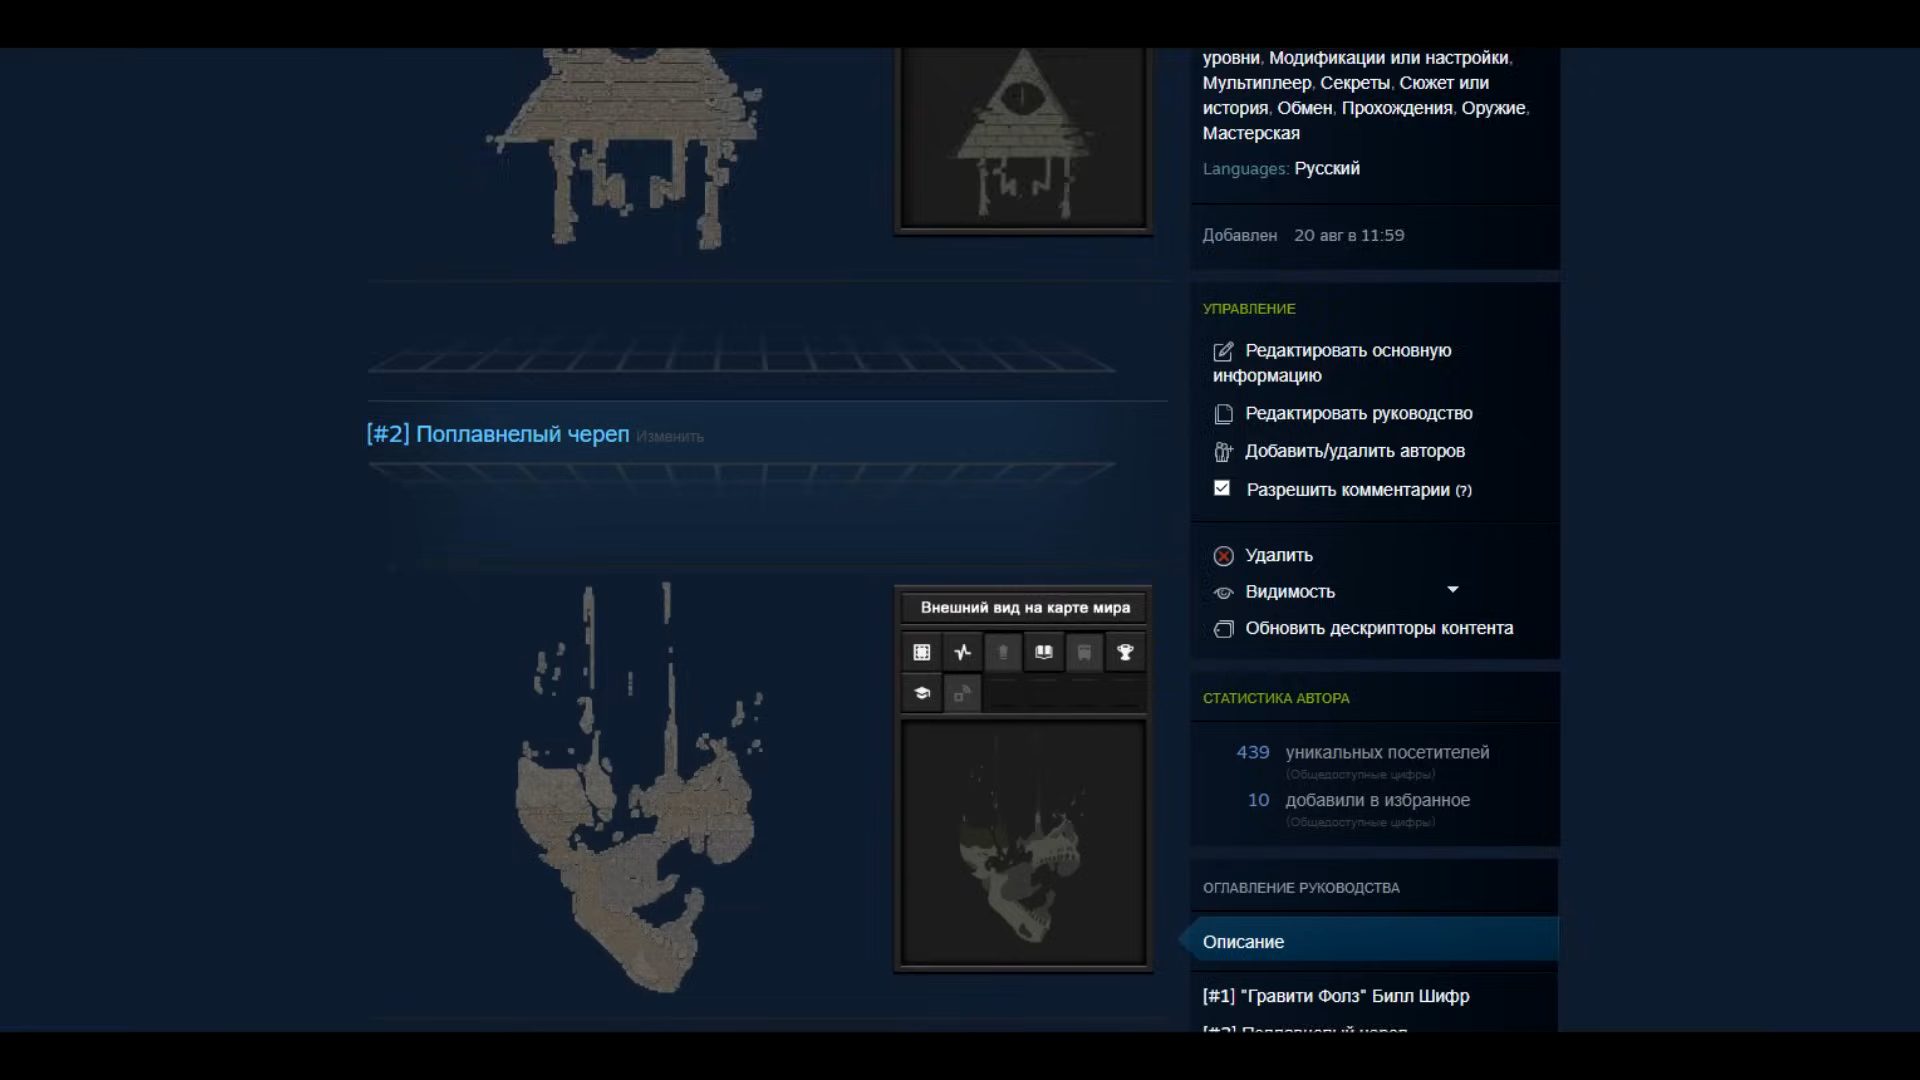 [#2] Поплавнелый череп Изменить
Внешний вид на карте мира
уровни, Модификации или настройки,
Мультиплеер, Секреты, Сюжет или
история, Обмен, Прохождения, Оружие,
Мастерская
Languages: Русский
Добавлен 20 авг в 11:59
УПРАВЛЕНИЕ
Редактировать основную
информацию
Редактировать руководство
Добавить/удалить авторов
Разрешить комментарии (?)
Удалить
Видимость
Обновить дескрипторы контента
СТАТИСТИКА АВТОРА
439 уникальных посетителей
(Общедоступные цифры)
10 добавили в избранное
(Общедоступные цифры)
ОГЛАВЛЕНИЕ РУКОВОДСТВА
Описание
[#1] "Гравити Фолз" Билл Шифр
[#2] Поплавнелый череп